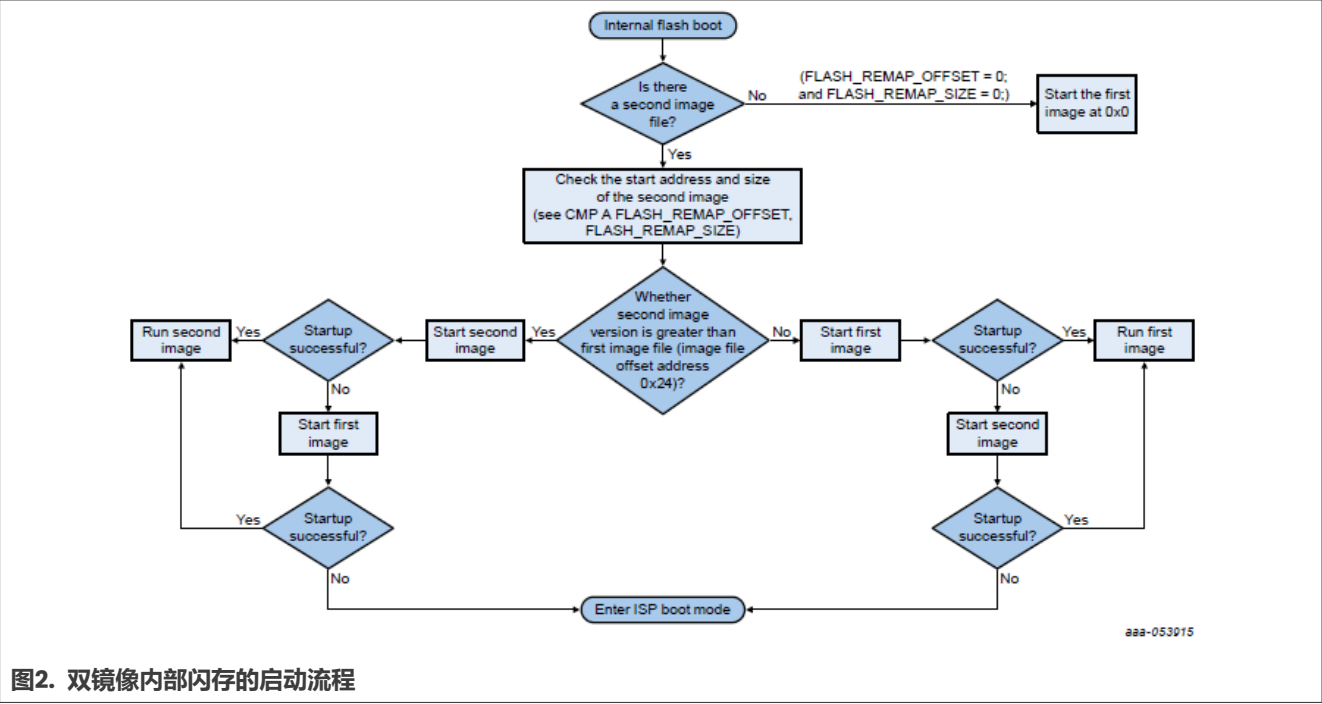 Internal flash boot
Is there
a second image
file?
No
(FLASH_REMAP_OFFSET = 0;
and FLASH_REMAP_SIZE = 0;)
Start the first
image at 0x0
Yes
Check the start address and size
of the second image
(see CMP A FLASH_REMAP_OFFSET,
FLASH_REMAP_SIZE)
Whether
second image
version is greater than
first image file (image file
offset address
0x24)?
Run second
image
Yes
Startup
successful?
Start second
image
Yes
No
Start first
image
Startup
successful?
Yes
Run first
image
No
Start first
image
No
Start second
image
Yes
Startup
successful?
Startup
successful?
Yes
No
No
Enter ISP boot mode
aaa-053915
图2. 双镜像内部闪存的启动流程